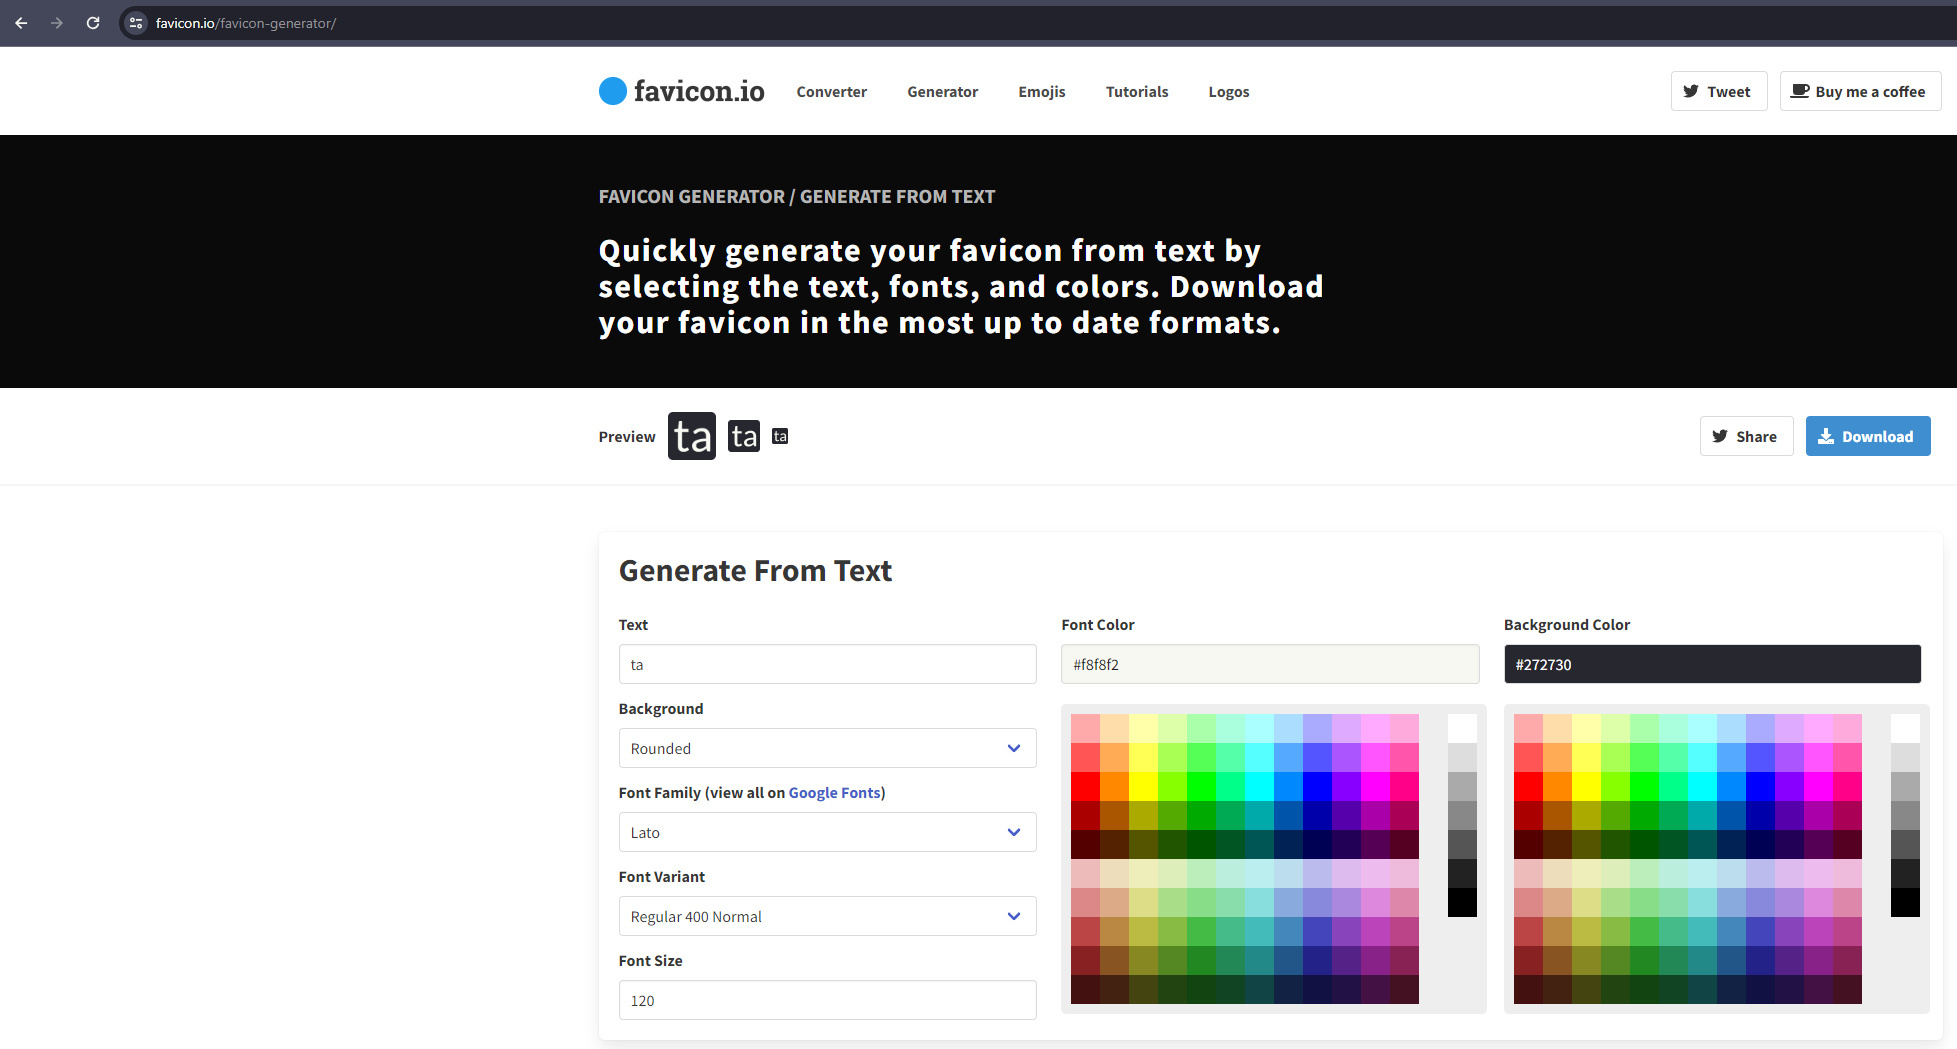 favicon.io/favicon-generator/
favicon.io
Converter
Generator
Emojis
Tutorials
Logos
Tweet
Buy me a coffee
FAVICON GENERATOR / GENERATE FROM TEXT
Quickly generate your favicon from text by
selecting the text, fonts, and colors. Download
your favicon in the most up to date formats.
Preview
ta
ta
ta
Share
Download
Generate From Text
Text
ta
Background
Rounded
Font Family (view all on Google Fonts)
Lato
Font Variant
Regular 400 Normal
Font Size
120
Font Color
#f8f8f2
Background Color
#272730